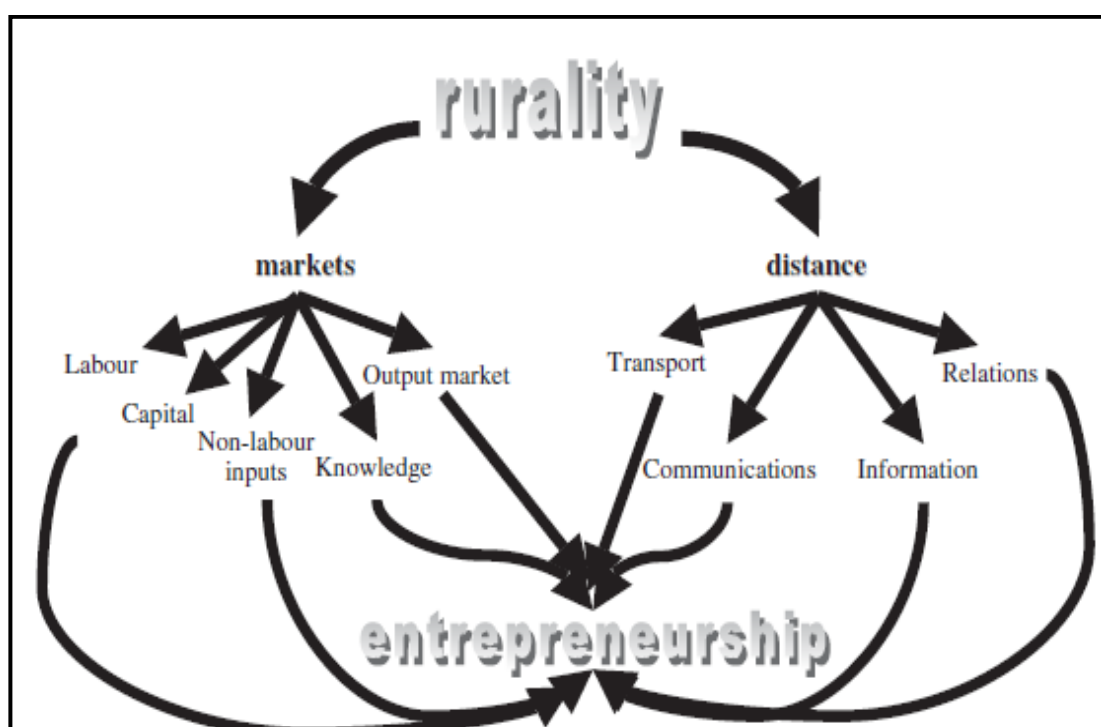 rurality
markets
distance
Labour
Capital
Non-labour
inputs
Knowledge
Output market
Transport
Communications
Information
Relations
entrepreneurship